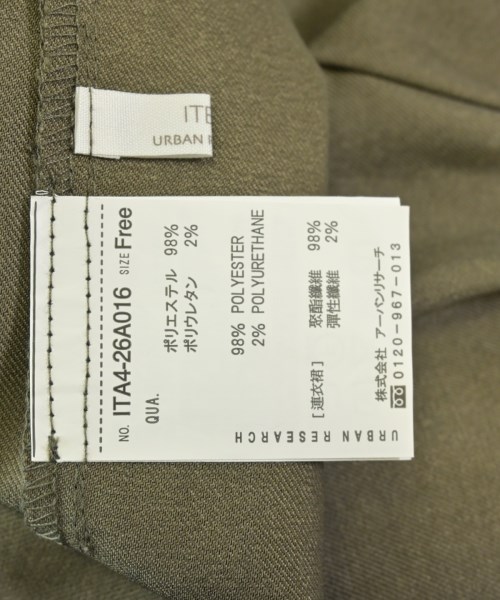 ITE
URBAN R
NO. ITA4-26A016 SIZE Free
QUA.
ポリエステル 98%
ポリウレタン 2%
98% POLYESTER
2% POLYURETHANE
[連衣裙]
聚酯纖維 98%
彈性纖維 2%
株式会社 アーバンリサーチ
0120-967-013
URBAN RESEARCH